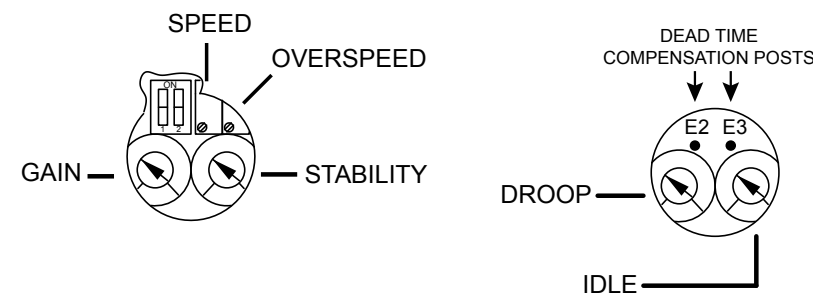 SPEED
OVERSPEED
ON
1 2
GAIN
STABILITY
DEAD TIME
COMPENSATION POSTS
E2 E3
DROOP
IDLE